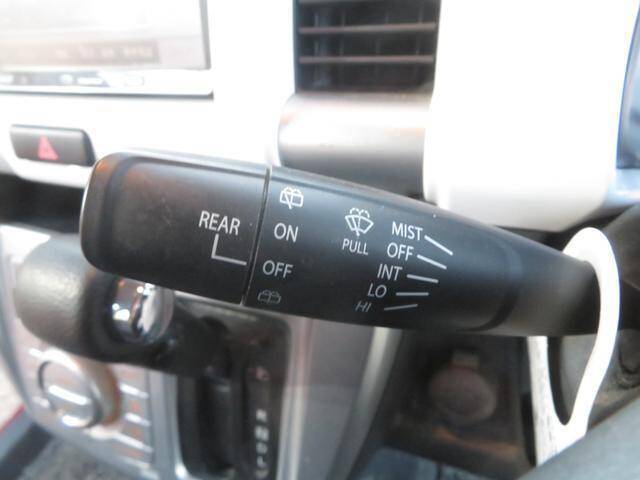 REAR
ON
OFF
PULL
MIST
OFF
INT
LO
HI